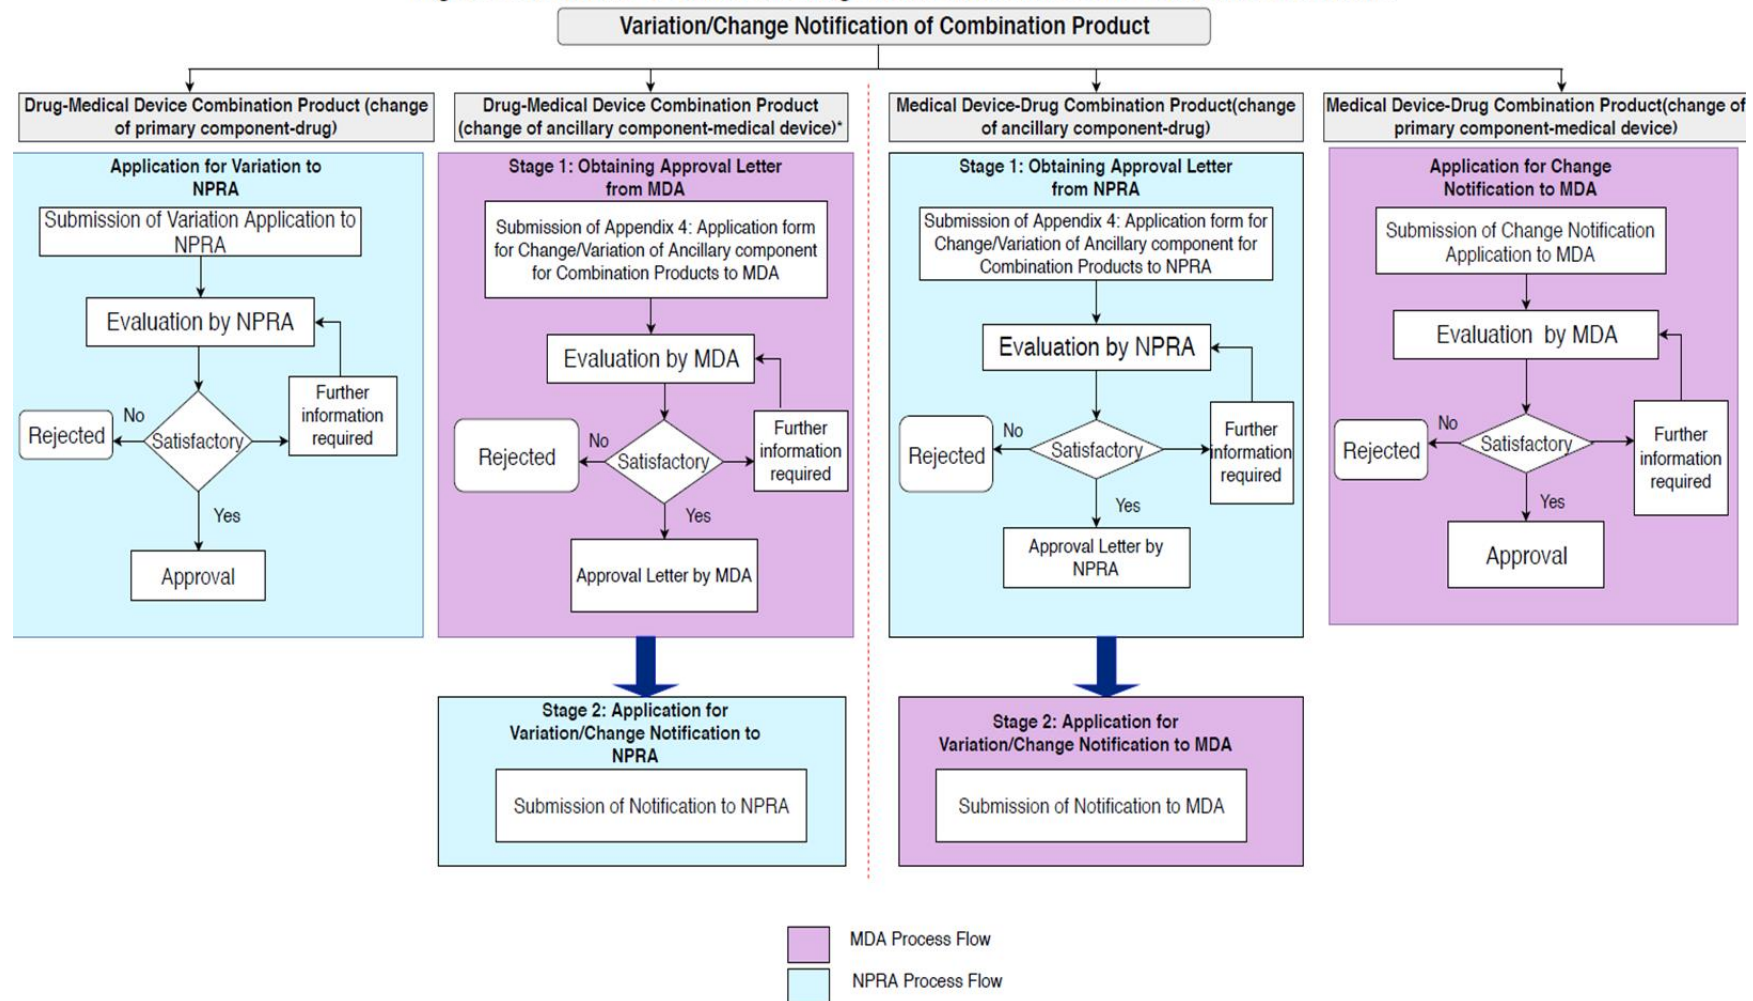 Variation/Change Notification of Combination Product
Drug-Medical Device Combination Product (change
of primary component-drug)
Drug-Medical Device Combination Product
(change of ancillary component-medical device)*
Medical Device-Drug Combination Product(change
of ancillary component-drug)
Medical Device-Drug Combination Product(change of
primary component-medical device)
Application for Variation to
NPRA
Submission of Variation Application to
NPRA
Evaluation by NPRA
Further
information
required
Satisfactory
No
Rejected
Yes
Approval
Stage 1: Obtaining Approval Letter
from MDA
Submission of Appendix 4: Application form
for Change/Variation of Ancillary component
for Combination Products to MDA
Evaluation by MDA
Further
information
required
Satisfactory
No
Rejected
Yes
Approval Letter by MDA
Stage 2: Application for
Variation/Change Notification to
NPRA
Submission of Notification to NPRA
Stage 1: Obtaining Approval Letter
from NPRA
Submission of Appendix 4: Application form for
Change/Variation of Ancillary component for
Combination Products to NPRA
Evaluation by NPRA
Further
information
required
Satisfactory
No
Rejected
Yes
Approval Letter by
NPRA
Stage 2: Application for
Variation/Change Notification to MDA
Submission of Notification to MDA
Application for Change
Notification to MDA
Submission of Change Notification
Application to MDA
Evaluation by MDA
Further
information
required
Satisfactory
No
Rejected
Yes
Approval
MDA Process Flow
NPRA Process Flow